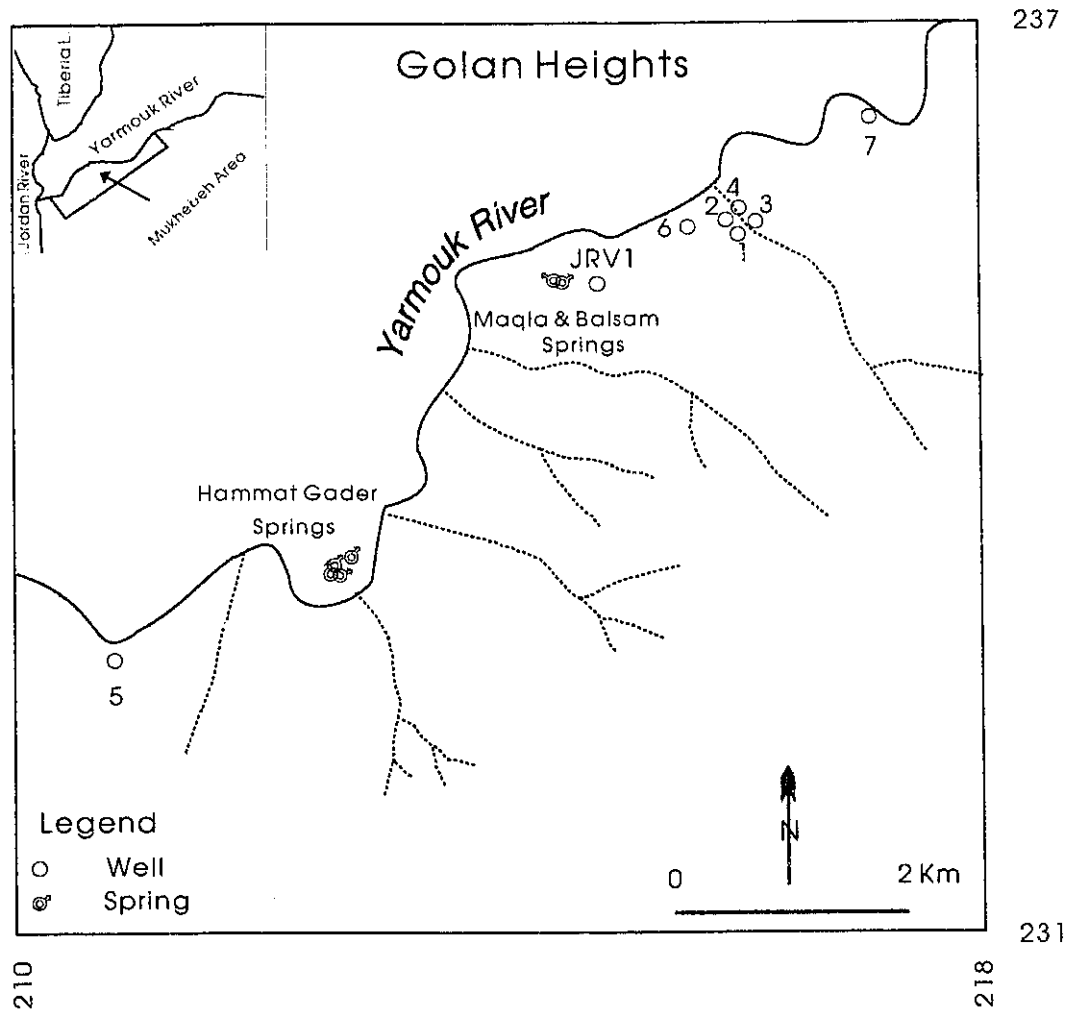 237
Golan Heights
Tiberia L.
Yarmouk River
Jordan River
Mukheibeh Area
7
4
2
3
6
1
Yarmouk River
JRV1
Maqla & Balsam
Springs
Hammat Gader
Springs
5
Legend
Well
Spring
N
0
2 Km
231
210
218